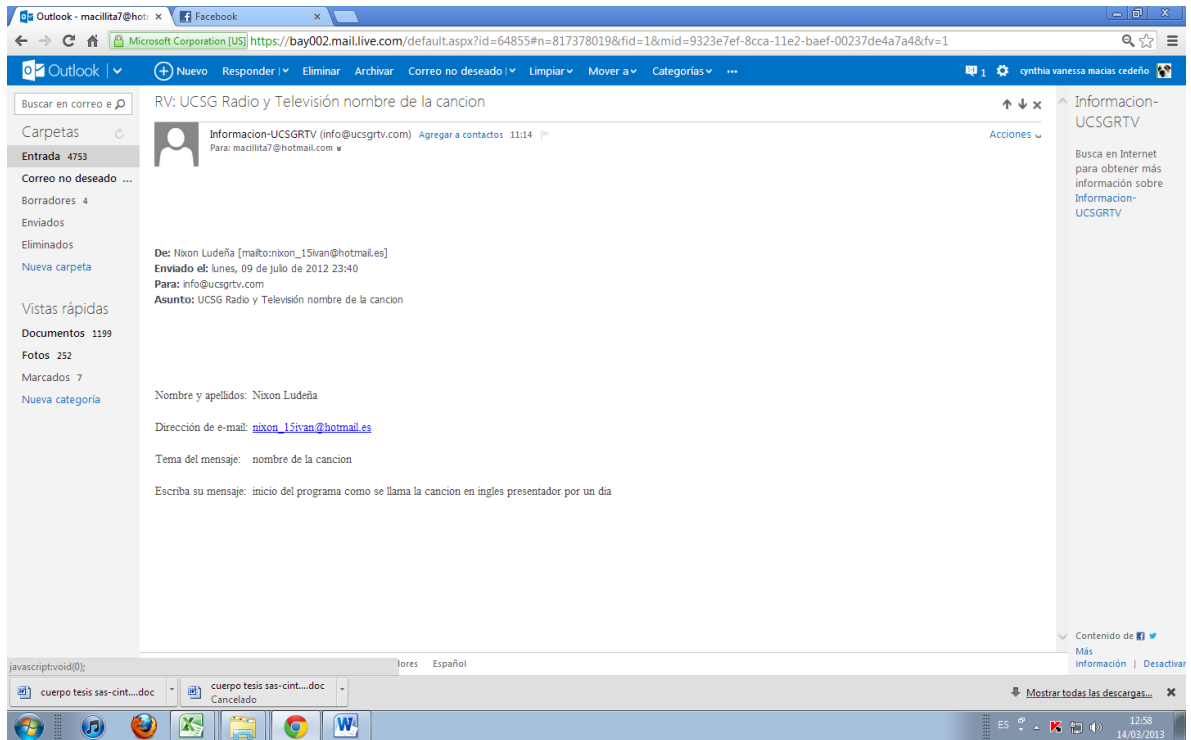 Outlook - macillita7@hot
Facebook
Microsoft Corporation [US] https://bay002.mail.live.com/default.aspx?id=64855#n=817378019&fid=1&mid=9323e7ef-8cca-11e2-baef-00237de4a7a4&fv=1
Outlook
Nuevo Responder Eliminar Archivar Correo no deseado Limpiar Mover a Categorías ...
1 cynthia vanessa macias cedeño
Buscar en correo e
Carpetas
Entrada 4753
Correo no deseado ...
Borradores 4
Enviados
Eliminados
Nueva carpeta
Vistas rápidas
Documentos 1199
Fotos 252
Marcados 7
Nueva categoría
RV: UCSG Radio y Televisión nombre de la cancion
Informacion-UCSGRTV (info@ucsgrtv.com) Agregar a contactos 11:14
Para: macillita7@hotmail.com
Acciones
De: Nixon Ludeña [mailto:nixon_15ivan@hotmail.es]
Enviado el: lunes, 09 de julio de 2012 23:40
Para: info@ucsgrtv.com
Asunto: UCSG Radio y Televisión nombre de la cancion
Nombre y apellidos: Nixon Ludeña
Dirección de e-mail: nixon_15ivan@hotmail.es
Tema del mensaje: nombre de la cancion
Escriba su mensaje: inicio del programa como se llama la cancion en ingles presentador por un dia
Informacion-
UCSGRTV
Busca en Internet
para obtener más
información sobre
Informacion-
UCSGRTV
Contenido de
Más
información | Desactivar
javascript:void(0);
lores Español
cuerpo tesis sas-cint....doc
cuerpo tesis sas-cint....doc
Cancelado
Mostrar todas las descargas...
ES
12:58
14/03/2013